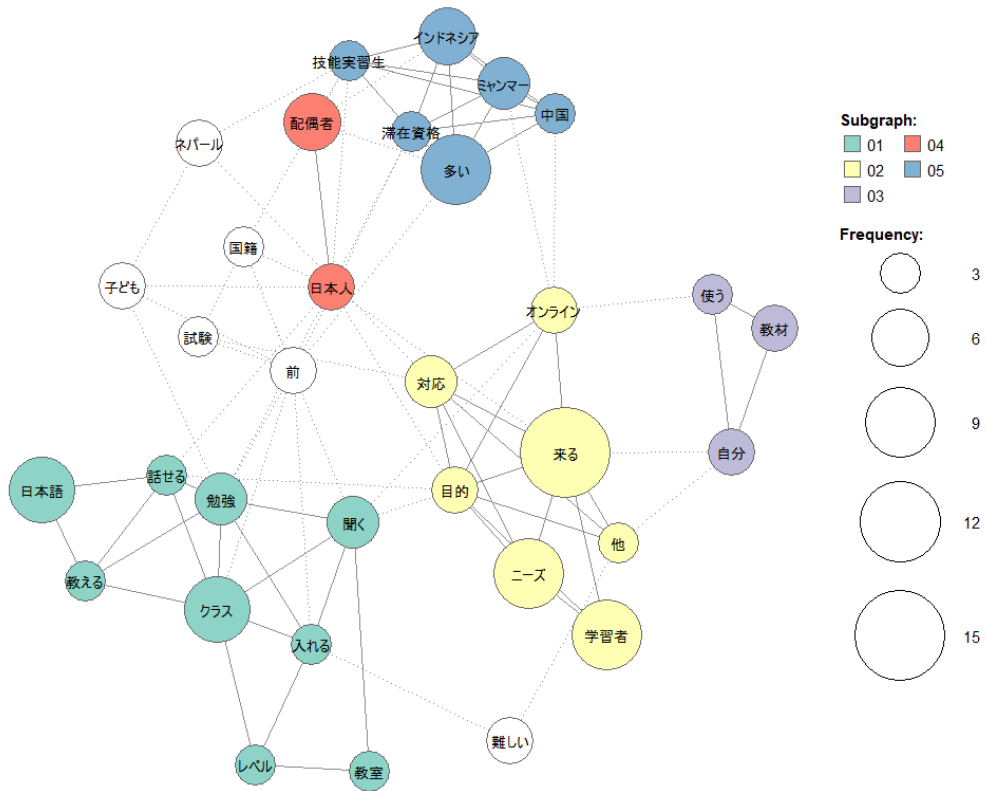 インドネシア
技能実習生
ミャンマー
配偶者
中国
滞在資格
ネパール
多い
国籍
子ども
日本人
オンライン
使う
教材
試験
前
対応
来る
自分
日本語
話せる
勉強
目的
聞く
他
教える
ニーズ
クラス
学習者
入れる
難しい
レベル
教室
Subgraph:
01 04
02 05
03
Frequency:
3
6
9
12
15